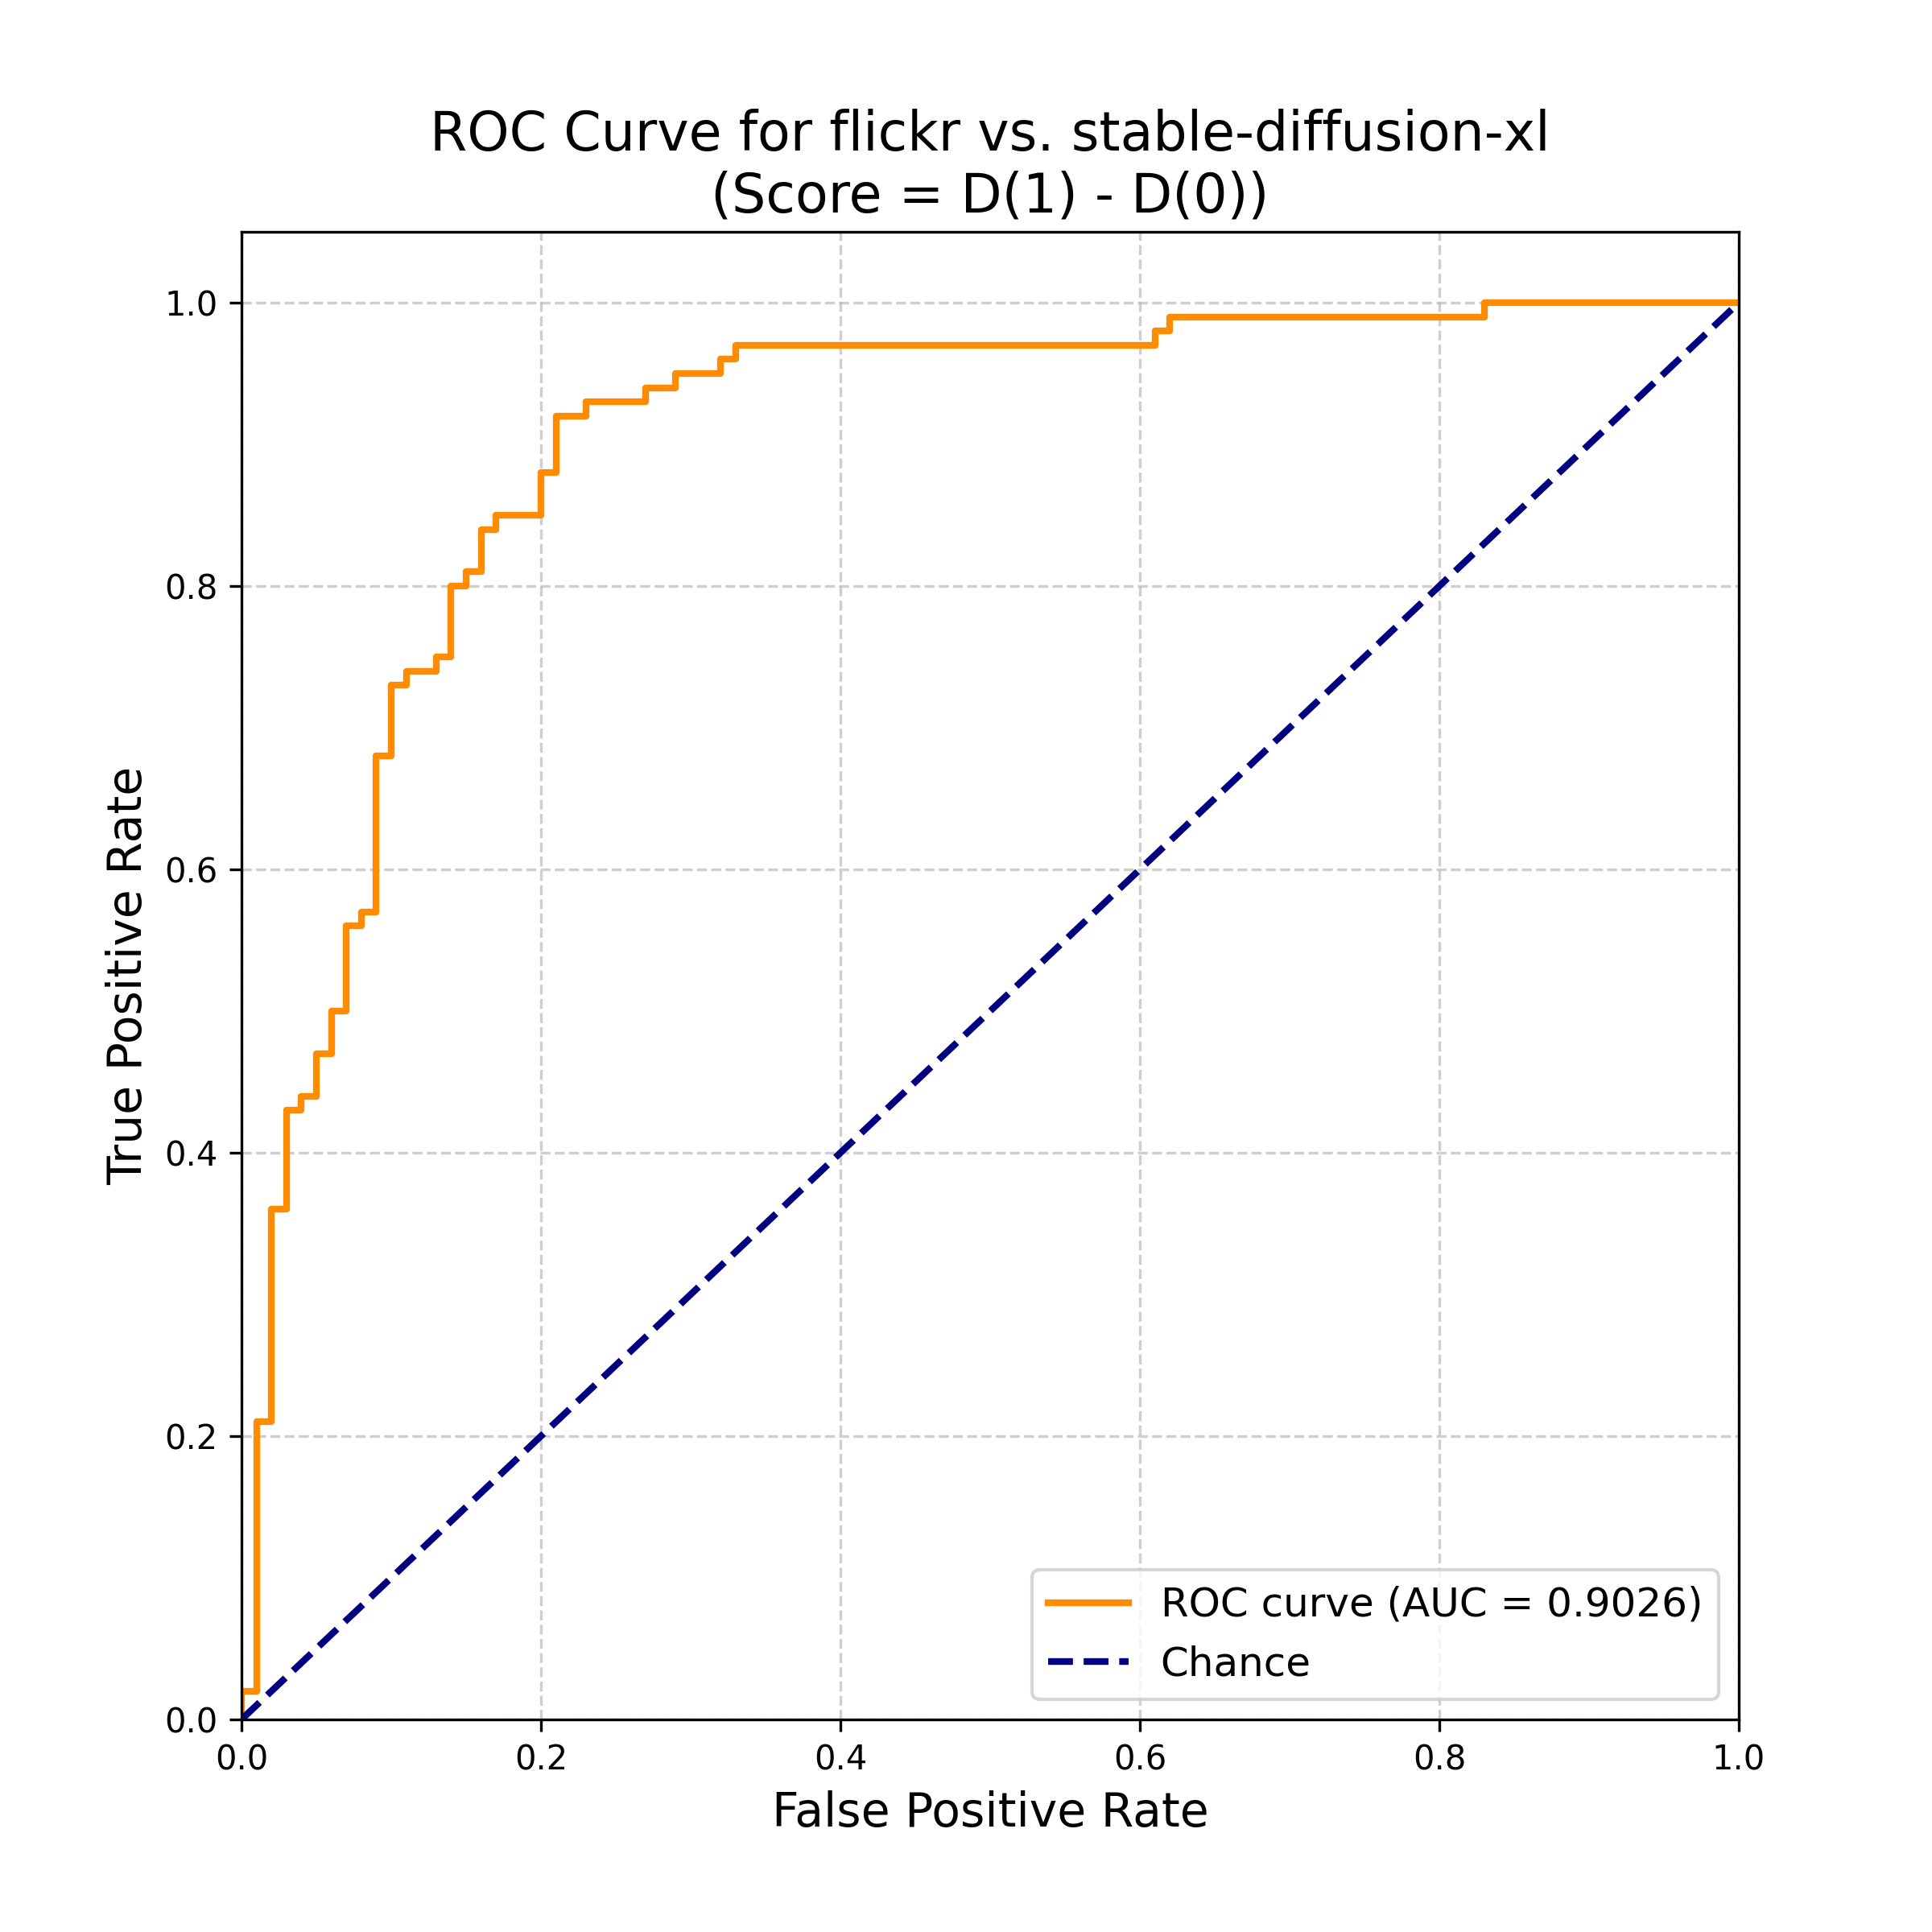 ROC Curve for flickr vs. stable-diffusion-xl
(Score = D(1) - D(0))
True Positive Rate
1.0
0.8
0.6
0.4
0.2
0.0
0.0 0.2 0.4 0.6 0.8 1.0
False Positive Rate
ROC curve (AUC = 0.9026)
Chance